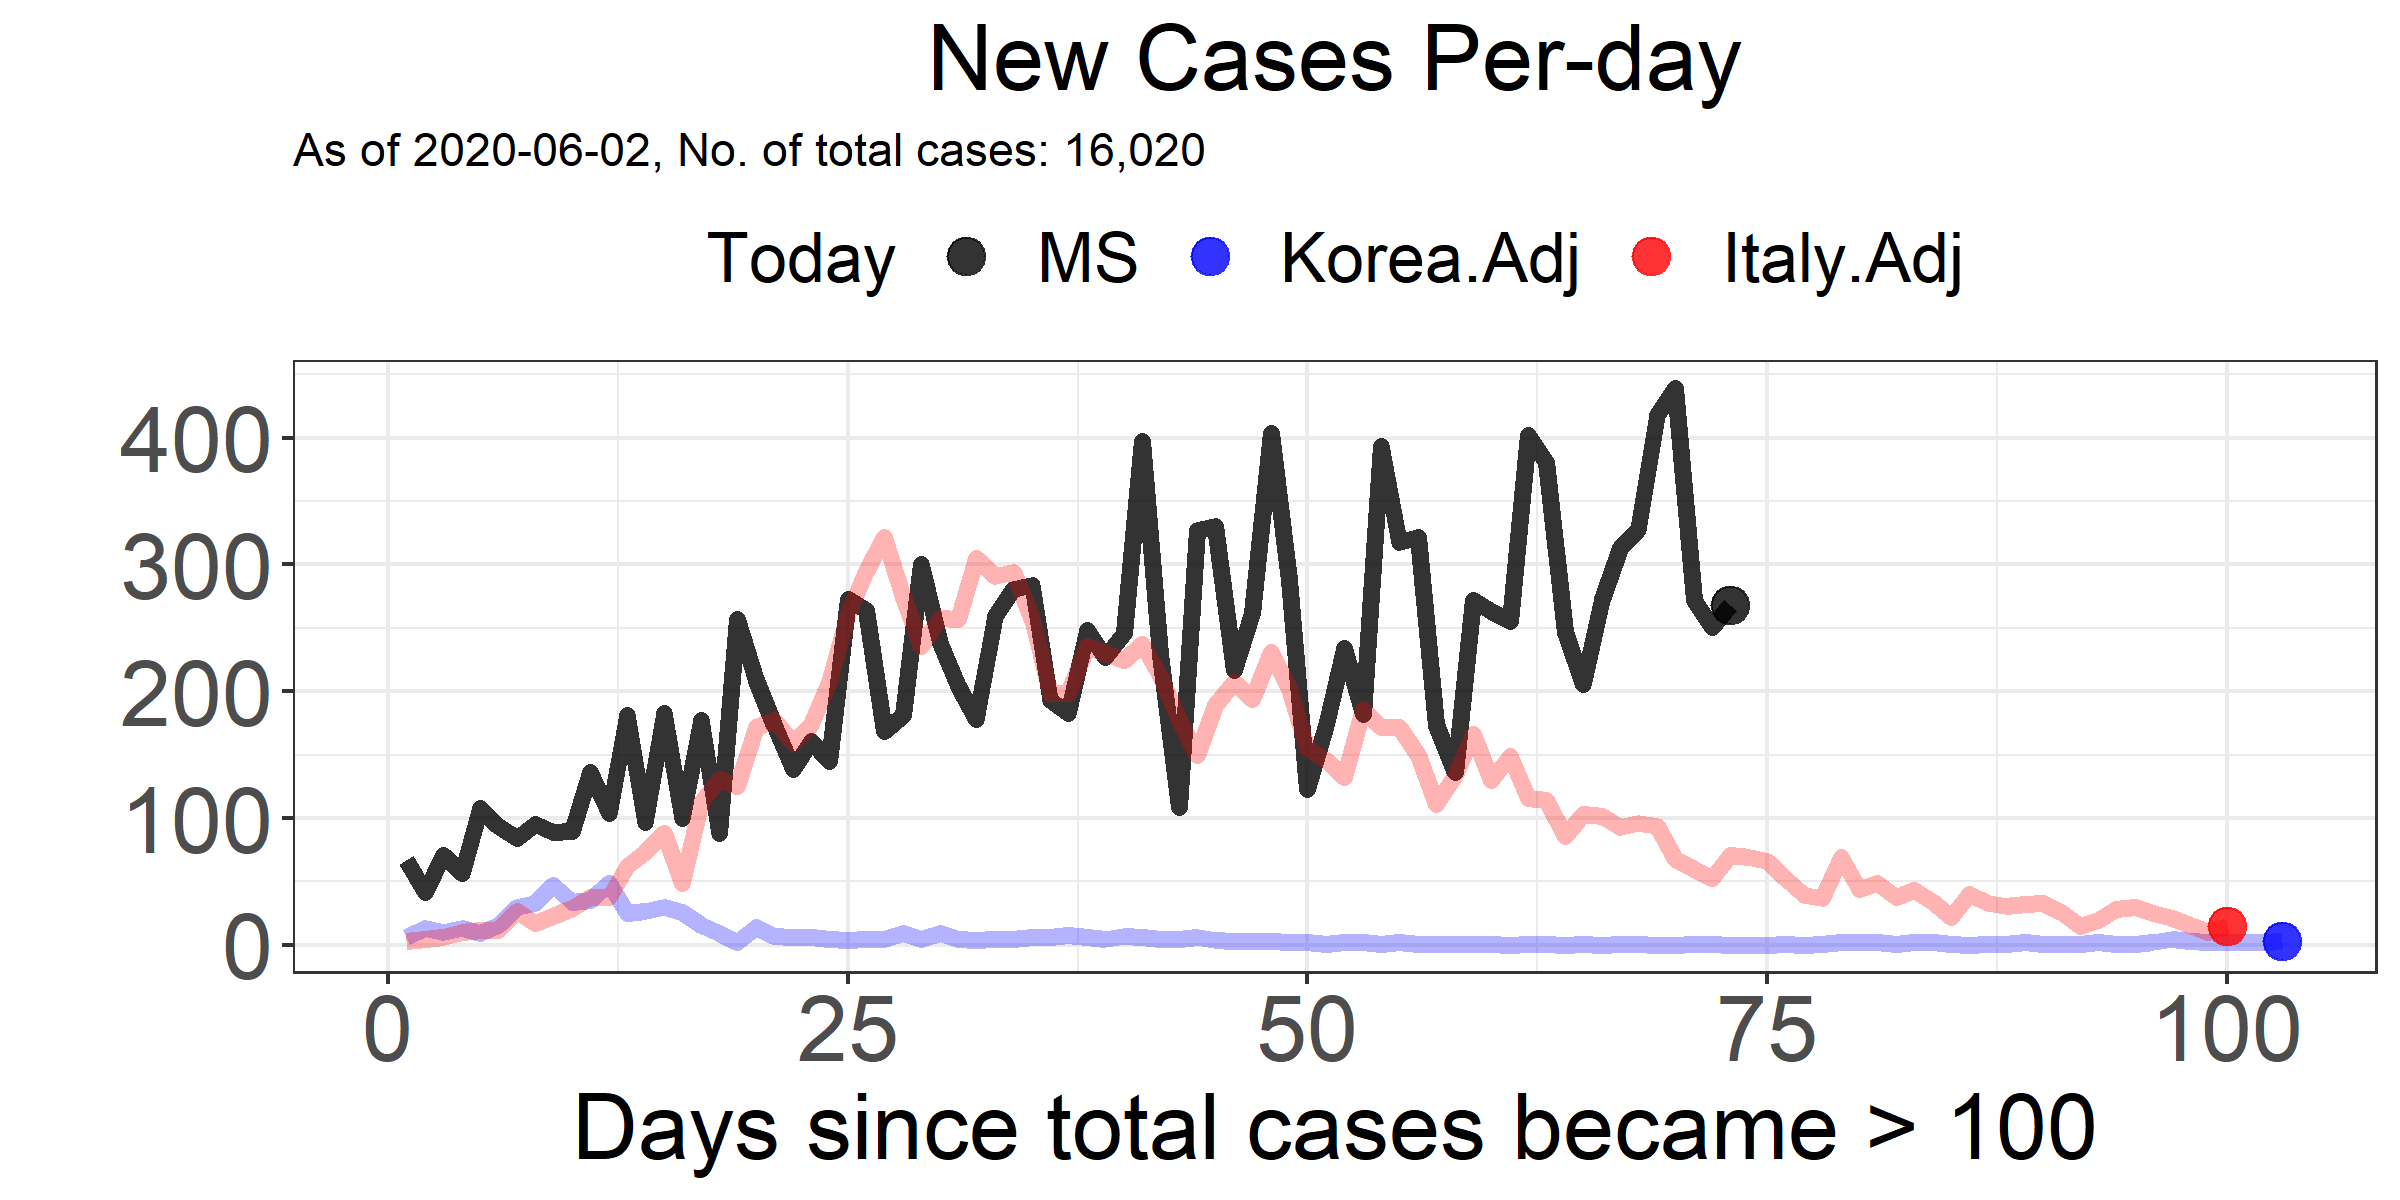 New Cases Per-day
As of 2020-06-02, No. of total cases: 16,020
Today MS Korea.Adj Italy.Adj
400
300
200
100
0
0 25 50 75 100
Days since total cases became > 100